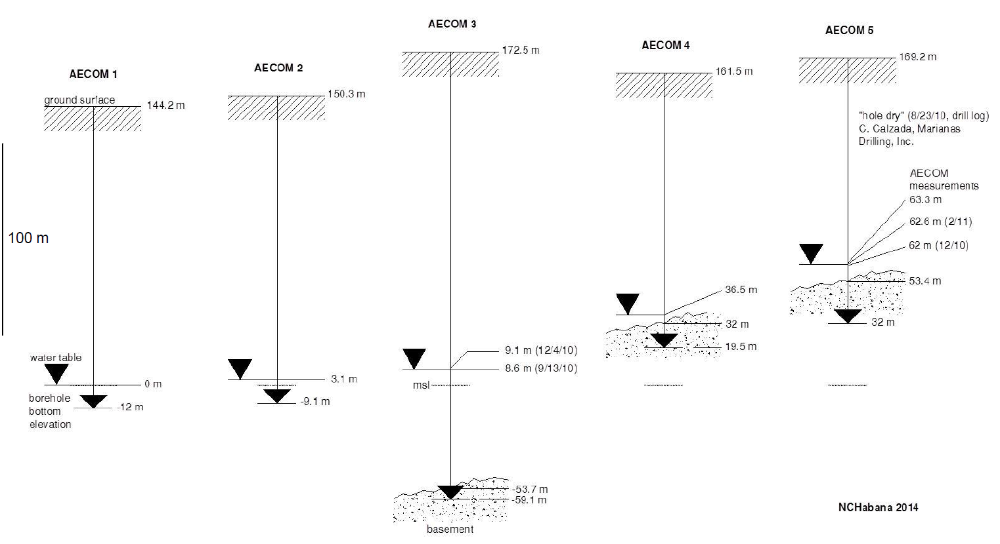 AECOM 1
ground surface
144.2 m
100 m
water table
0 m
borehole
bottom
elevation
-12 m
AECOM 2
150.3 m
3.1 m
-9.1 m
AECOM 3
172.5 m
9.1 m (12/4/10)
8.6 m (9/13/10)
msl
-53.7 m
-59.1 m
basement
AECOM 4
161.5 m
36.5 m
32 m
19.5 m
AECOM 5
169.2 m
"hole dry" (8/23/10, drill log)
C. Calzada, Marianas
Drilling, Inc.
AECOM
measurements
63.3 m
62.6 m (2/11)
62 m (12/10)
53.4 m
32 m
NCHabana 2014